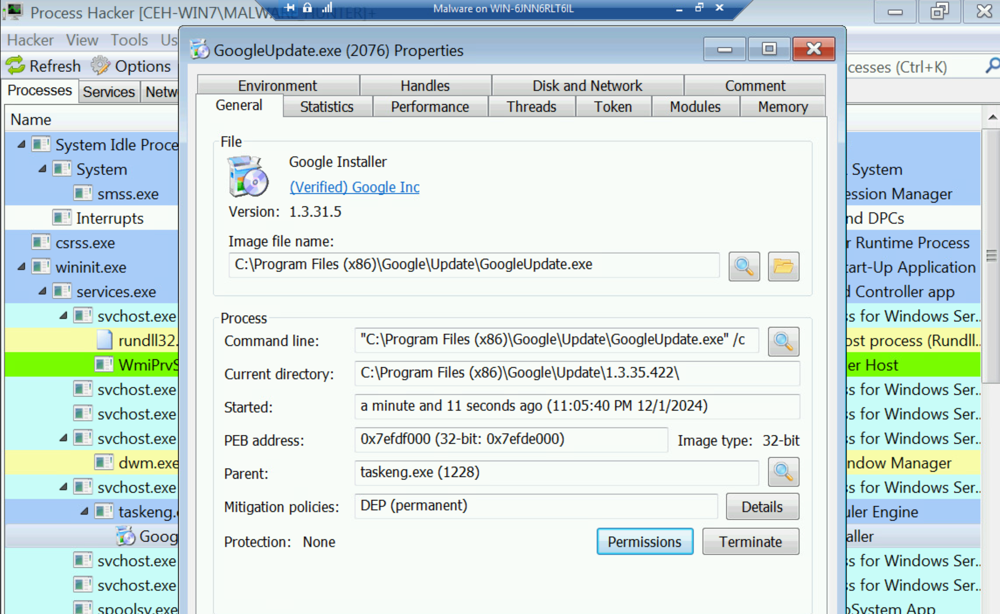 Process Hacker [CEH-WIN7\MALWARE_HUNTER]+
Malware on WIN-6JNN6RLT6IL
Hacker View Tools Us
GoogleUpdate.exe (2076) Properties
Refresh Options
cesses (Ctrl+K)
Processes Services Netw
Environment Handles Disk and Network Comment
General Statistics Performance Threads Token Modules Memory
Name
System Idle Proce
System
smss.exe
Interrupts
csrss.exe
wininit.exe
services.exe
svchost.exe
rundll32.
WmiPrvS
svchost.exe
svchost.exe
svchost.exe
dwm.exe
svchost.exe
taskeng.
Goog
svchost.exe
svchost.exe
spoolsv.exe
File
Google Installer
(Verified) Google Inc
Version: 1.3.31.5
Image file name:
C:\Program Files (x86)\Google\Update\GoogleUpdate.exe
Process
Command line: "C:\Program Files (x86)\Google\Update\GoogleUpdate.exe" /c
Current directory: C:\Program Files (x86)\Google\Update\1.3.35.422\
Started: a minute and 11 seconds ago (11:05:40 PM 12/1/2024)
PEB address: 0x7efdf000 (32-bit: 0x7efde000) Image type: 32-bit
Parent: taskeng.exe (1228)
Mitigation policies: DEP (permanent) Details
Protection: None Permissions Terminate
System
ession Manager
nd DPCs
r Runtime Process
tart-Up Application
d Controller app
ss for Windows Ser..
ost process (Rundll..
er Host
ss for Windows Ser..
ss for Windows Ser..
ss for Windows Ser..
ndow Manager
ss for Windows Ser..
uler Engine
aller
ss for Windows Ser..
ss for Windows Ser..
oSystem App